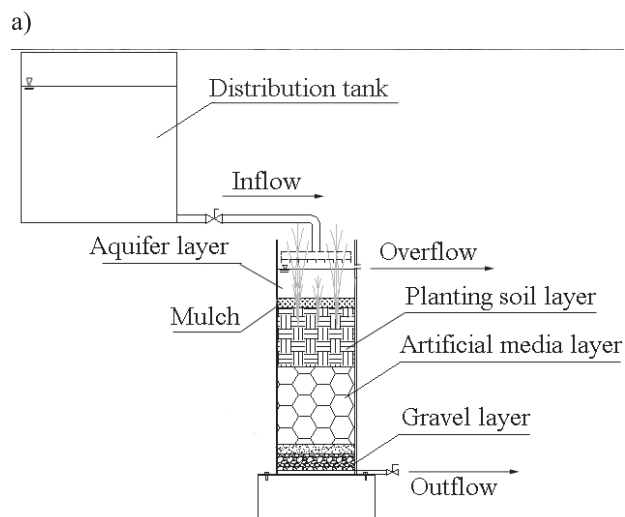 a)
Distribution tank
Inflow
Aquifer layer
Overflow
Mulch
Planting soil layer
Artificial media layer
Gravel layer
Outflow